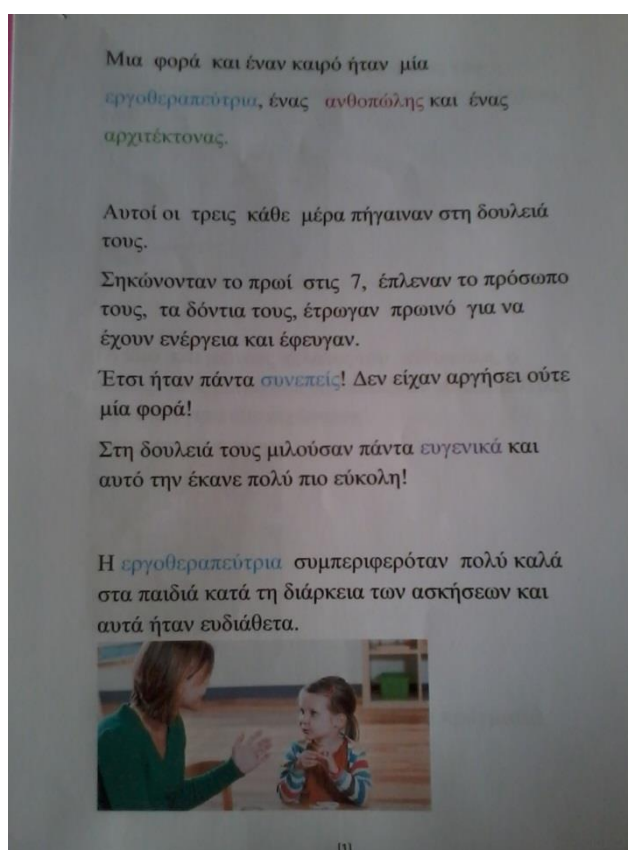 Μια φορά και έναν καιρό ήταν μία
εργοθεραπεύτρια, ένας ανθοπώλης και ένας
αρχιτέκτονας.
Αυτοί οι τρεις κάθε μέρα πήγαιναν στη δουλειά
τους.
Σηκώνονταν το πρωί στις 7, έπλεναν το πρόσωπο
τους, τα δόντια τους, έτρωγαν πρωινό για να
έχουν ενέργεια και έφευγαν.
Έτσι ήταν πάντα συνεπείς! Δεν είχαν αργήσει ούτε
μία φορά!
Στη δουλειά τους μιλούσαν πάντα ευγενικά και
αυτό την έκανε πολύ πιο εύκολη!
Η εργοθεραπεύτρια συμπεριφερόταν πολύ καλά
στα παιδιά κατά τη διάρκεια των ασκήσεων και
αυτά ήταν ευδιάθετα.
[1]